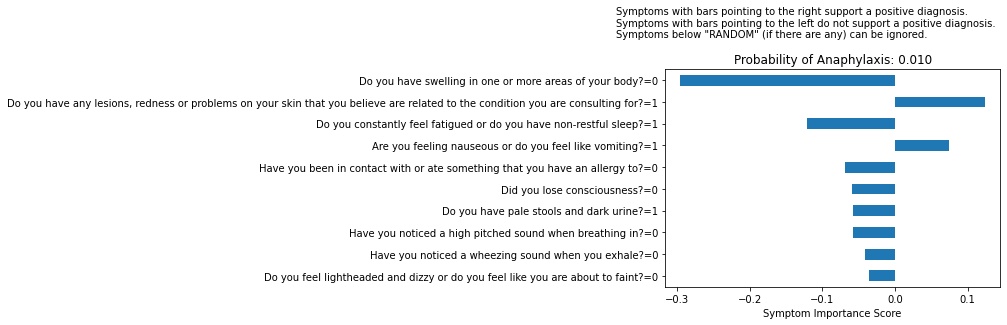 Symptoms with bars pointing to the right support a positive diagnosis.
Symptoms with bars pointing to the left do not support a positive diagnosis.
Symptoms below "RANDOM" (if there are any) can be ignored.
Probability of Anaphylaxis: 0.010
Do you have swelling in one or more areas of your body?=0
Do you have any lesions, redness or problems on your skin that you believe are related to the condition you are consulting for?=1
Do you constantly feel fatigued or do you have non-restful sleep?=1
Are you feeling nauseous or do you feel like vomiting?=1
Have you been in contact with or ate something that you have an allergy to?=0
Did you lose consciousness?=0
Do you have pale stools and dark urine?=1
Have you noticed a high pitched sound when breathing in?=0
Have you noticed a wheezing sound when you exhale?=0
Do you feel lightheaded and dizzy or do you feel like you are about to faint?=0
−0.3 −0.2 −0.1 0.0 0.1
Symptom Importance Score